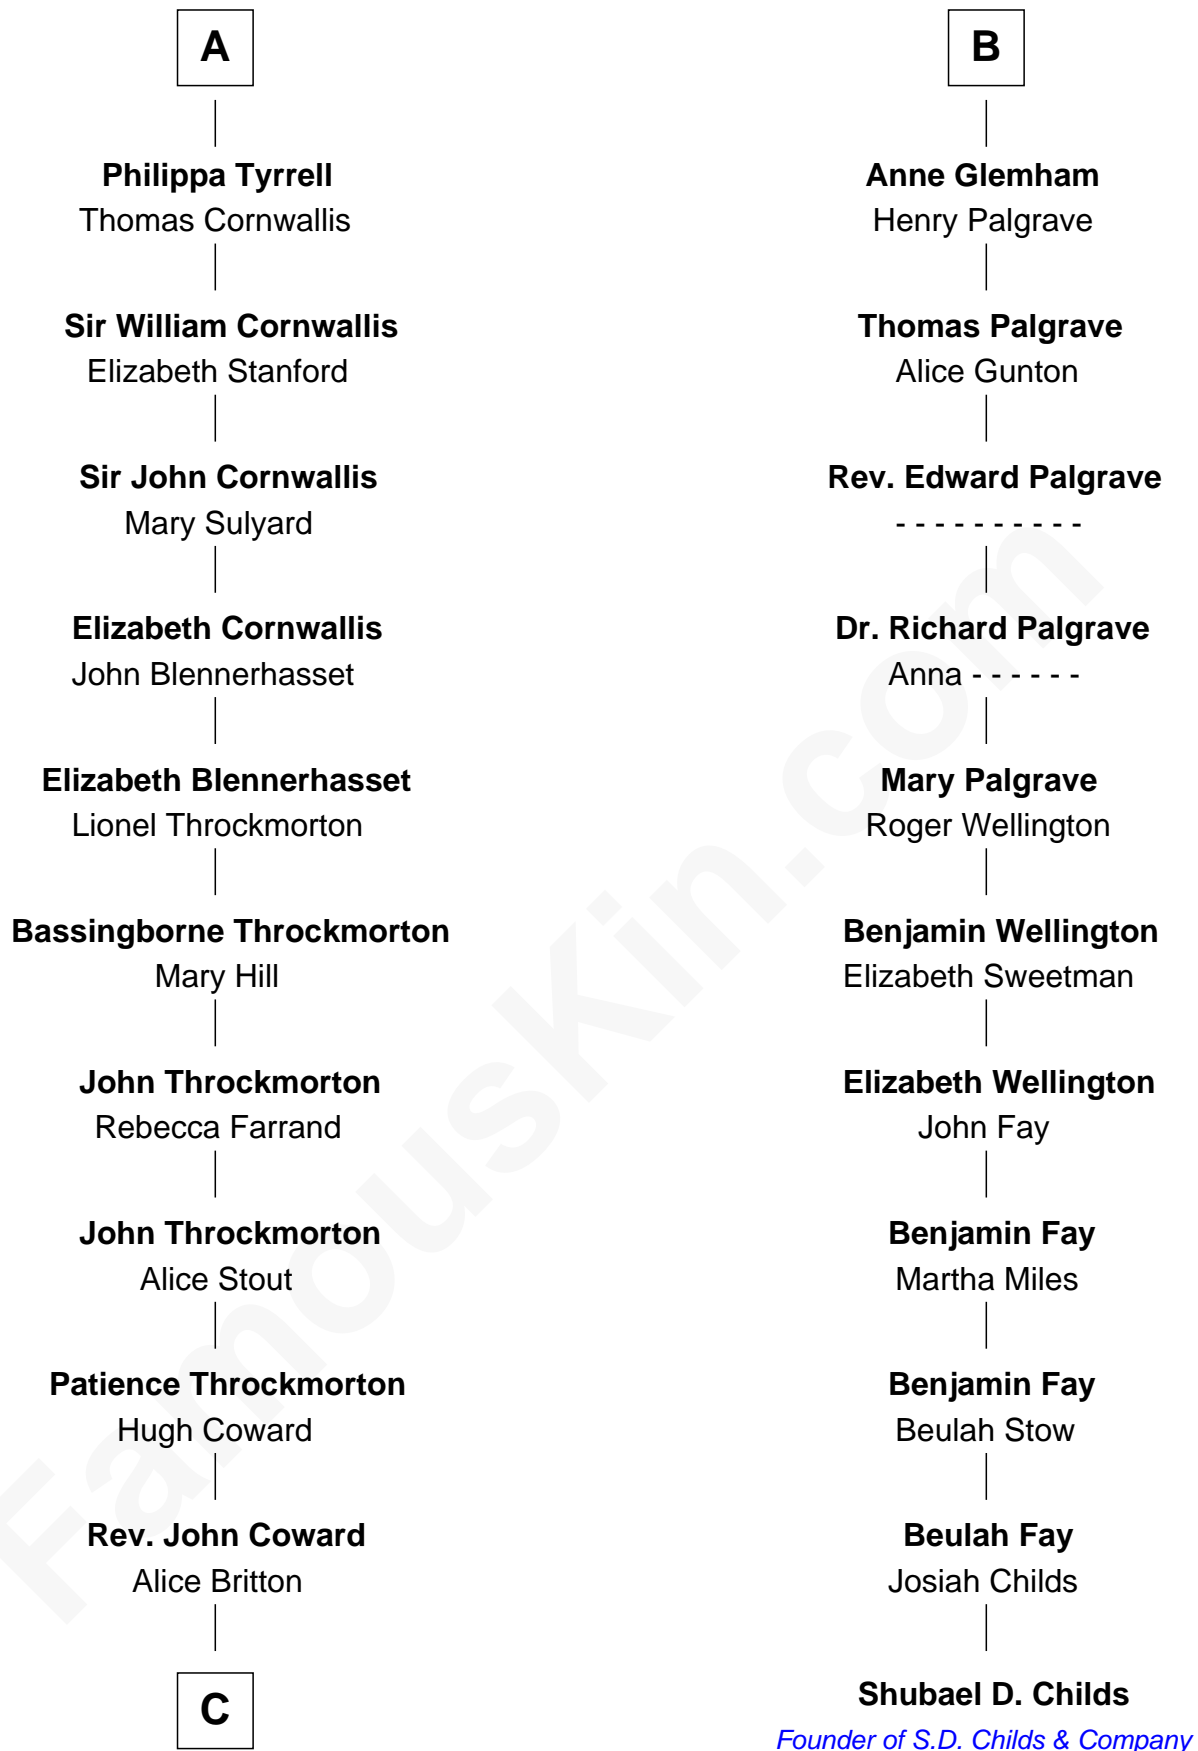 A
Philippa Tyrrell
Thomas Cornwallis
Sir William Cornwallis
Elizabeth Stanford
Sir John Cornwallis
Mary Sulyard
Elizabeth Cornwallis
John Blennerhasset
Elizabeth Blennerhasset
Lionel Throckmorton
Bassingborne Throckmorton
Mary Hill
John Throckmorton
Rebecca Farrand
John Throckmorton
Alice Stout
Patience Throckmorton
Hugh Coward
Rev. John Coward
Alice Britton
C
B
Anne Glemham
Henry Palgrave
Thomas Palgrave
Alice Gunton
Rev. Edward Palgrave
- - - - - - - - - -
Dr. Richard Palgrave
Anna - - - - - -
Mary Palgrave
Roger Wellington
Benjamin Wellington
Elizabeth Sweetman
Elizabeth Wellington
John Fay
Benjamin Fay
Martha Miles
Benjamin Fay
Beulah Stow
Beulah Fay
Josiah Childs
Shubael D. Childs
Founder of S.D. Childs & Company
FamousKin.com